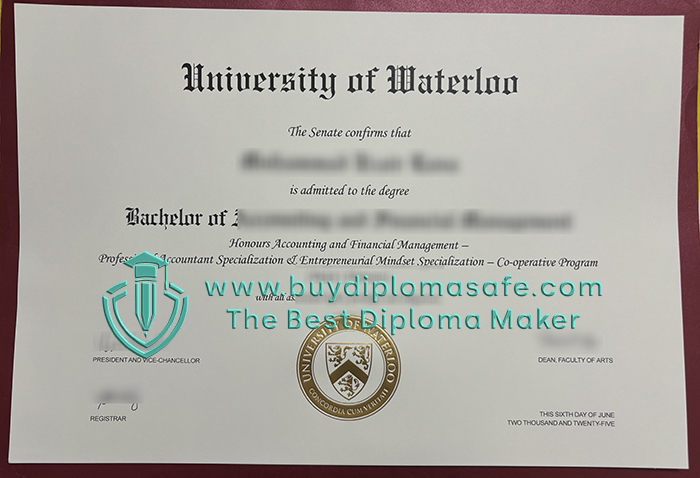 University of Waterloo
The Senate confirms that
is admitted to the degree
Bachelor of
Honours Accounting and Financial Management –
Accountant Specialization & Entrepreneurial Mindset Specialization – Co-operative Program
www.buydiplomasafe.com
with all
The Best Diploma Maker
PRESIDENT AND VICE-CHANCELLOR
DEAN, FACULTY OF ARTS
UNIVERSITY OF WATERLOO
CONCORDIA CUM VERITATE
REGISTRAR
THIS SIXTH DAY OF JUNE
TWO THOUSAND AND TWENTY-FIVE